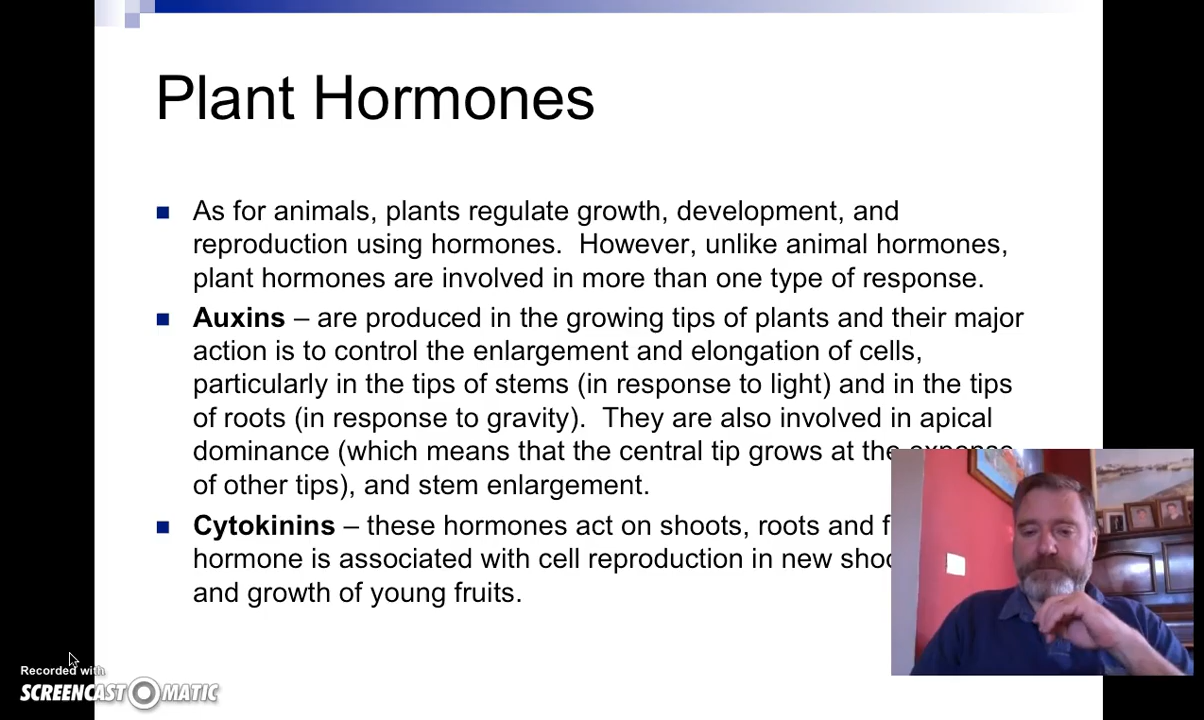 Plant Hormones
As for animals, plants regulate growth, development, and
reproduction using hormones. However, unlike animal hormones,
plant hormones are involved in more than one type of response.
Auxins – are produced in the growing tips of plants and their major
action is to control the enlargement and elongation of cells,
particularly in the tips of stems (in response to light) and in the tips
of roots (in response to gravity). They are also involved in apical
dominance (which means that the central tip grows at the expense
of other tips), and stem enlargement.
Cytokinins – these hormones act on shoots, roots and
hormone is associated with cell reproduction in new
and growth of young fruits.
Recorded with
SCREENCAST MATIC